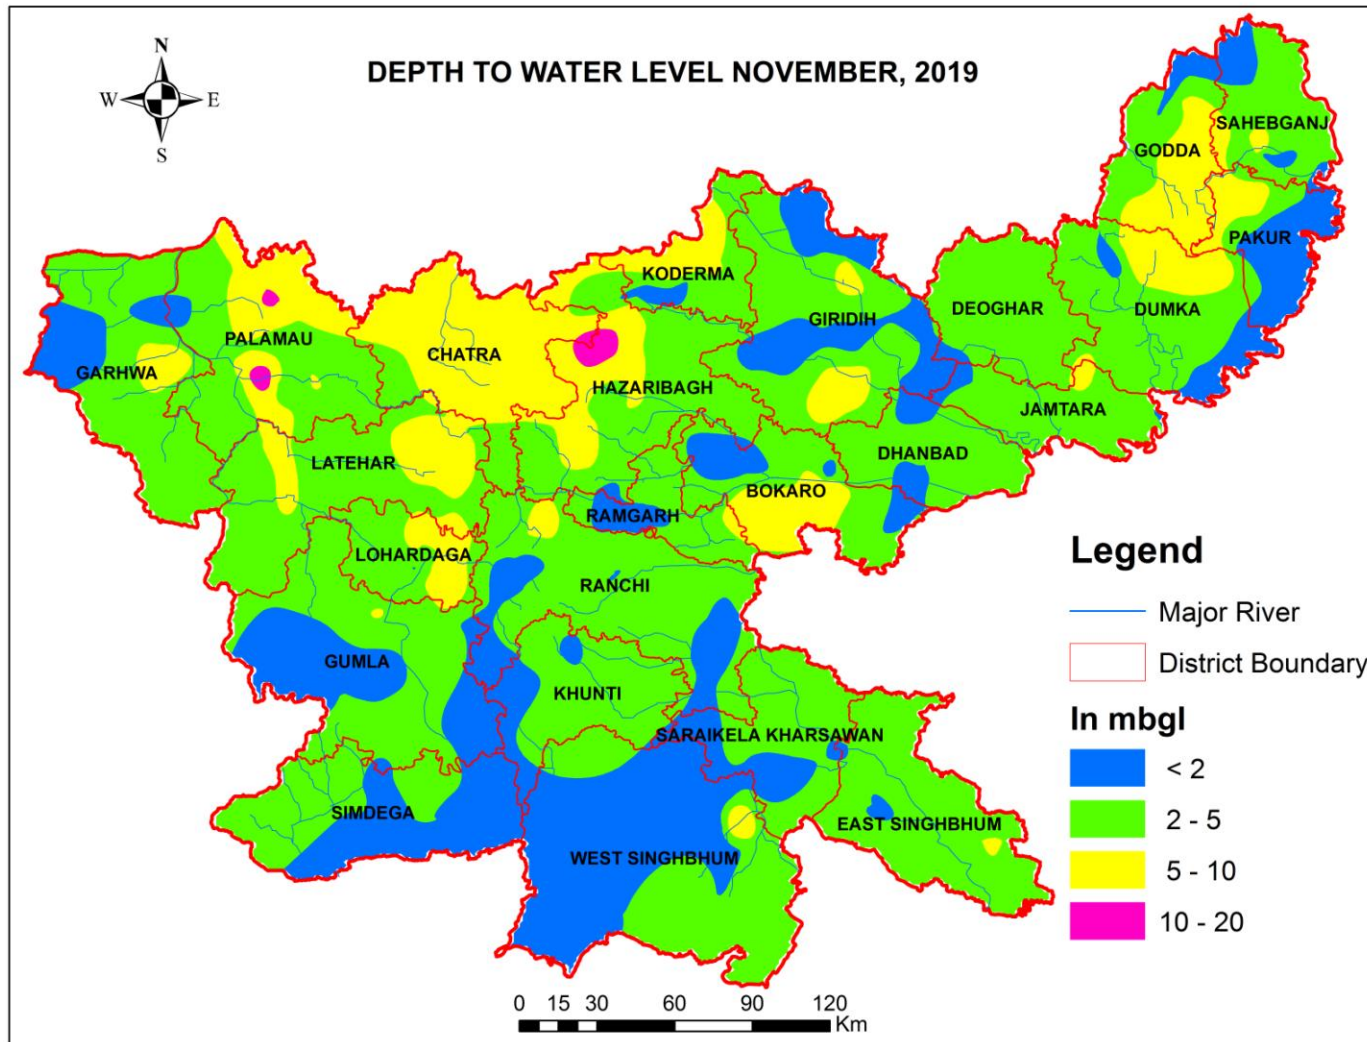 DEPTH TO WATER LEVEL NOVEMBER, 2019
N
W E
S
SAHEBGANJ
GODDA
PAKUR
KODERMA
DEOGHAR
DUMKA
GIRIDIH
PALAMAU
CHATRA
GARHWA
HAZARIBAGH
JAMTARA
LATEHAR
DHANBAD
BOKARO
RAMGARH
LOHARDAGA
RANCHI
GUMLA
KHUNTI
SARAIKELA KHARSAWAN
SIMDEGA
EAST SINGHBHUM
WEST SINGHBHUM
Legend
Major River
District Boundary
In mbgl
< 2
2 - 5
5 - 10
10 - 20
0 15 30 60 90 120
Km